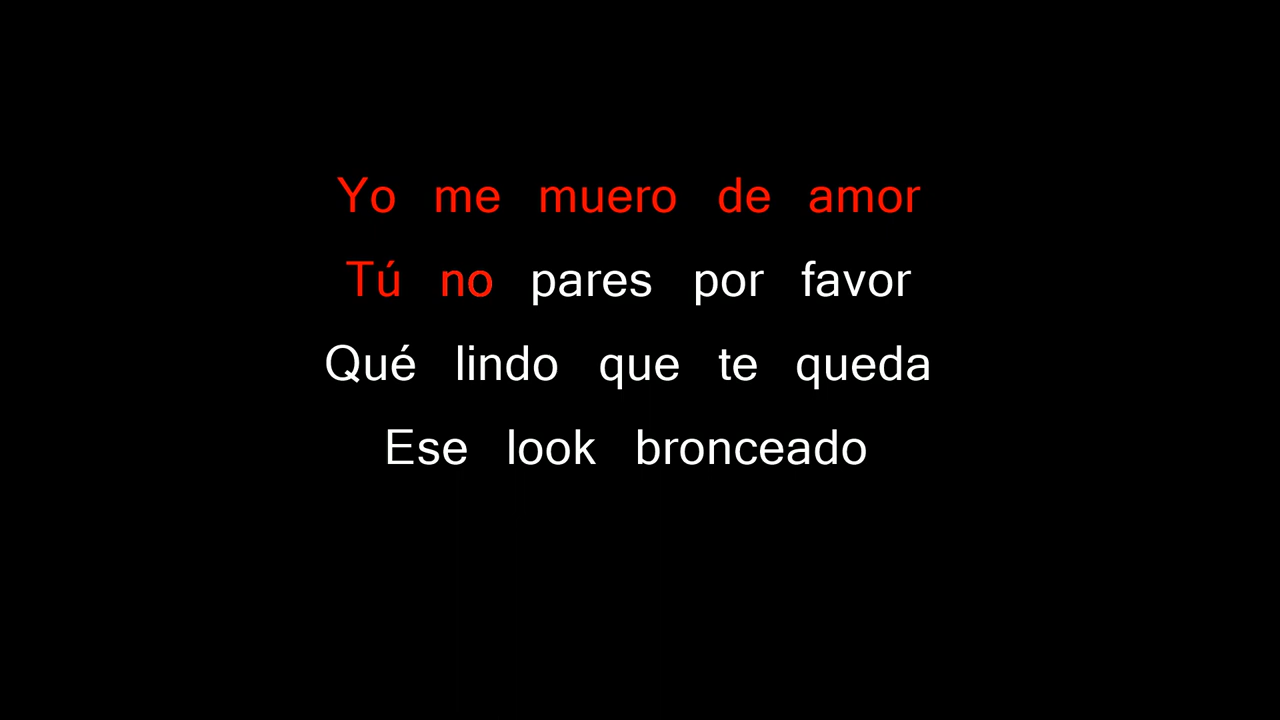 Yo me muero de amor
Tú no pares por favor
Qué lindo que te queda
Ese look bronceado